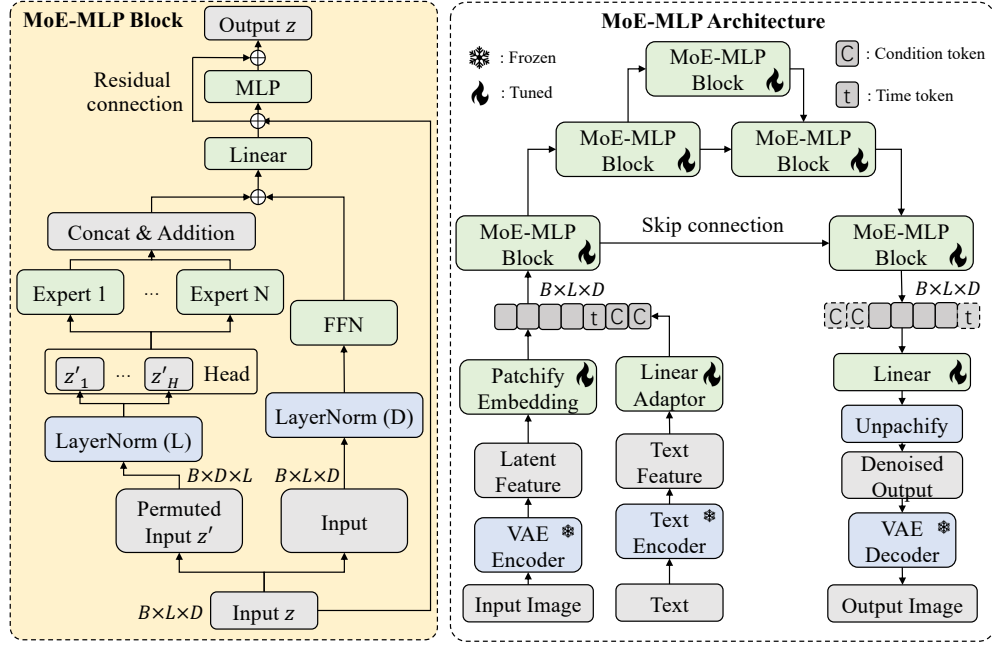 MoE-MLP Block
Output z
Residual
connection
MLP
Linear
Concat & Addition
Expert 1
...
Expert N
FFN
z'₁
...
z'_H
Head
LayerNorm (L)
LayerNorm (D)
B×D×L
B×L×D
Permuted
Input z'
Input
B×L×D
Input z
MoE-MLP Architecture
: Frozen
: Tuned
C : Condition token
t : Time token
MoE-MLP
Block
MoE-MLP
Block
MoE-MLP
Block
MoE-MLP
Block
Skip connection
MoE-MLP
Block
B×L×D
t C C
B×L×D
C C t
Patchify
Embedding
Linear
Adaptor
Linear
Latent
Feature
Text
Feature
Unpachify
Denoised
Output
VAE
Encoder
Text
Encoder
VAE
Decoder
Input Image
Text
Output Image